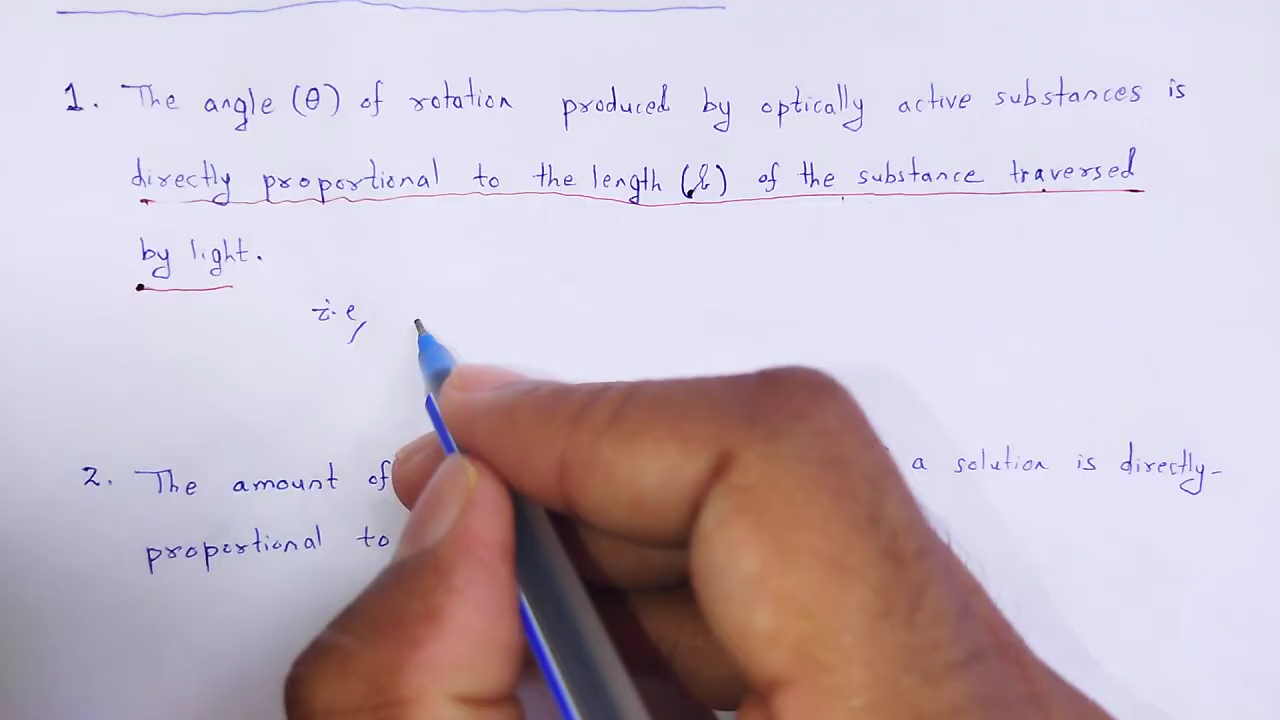 1. The angle (θ) of rotation produced by optically active substances is
directly proportional to the length (l) of the substance traversed
by light.
i.e,
2. The amount of a solution is directly-
proportional to